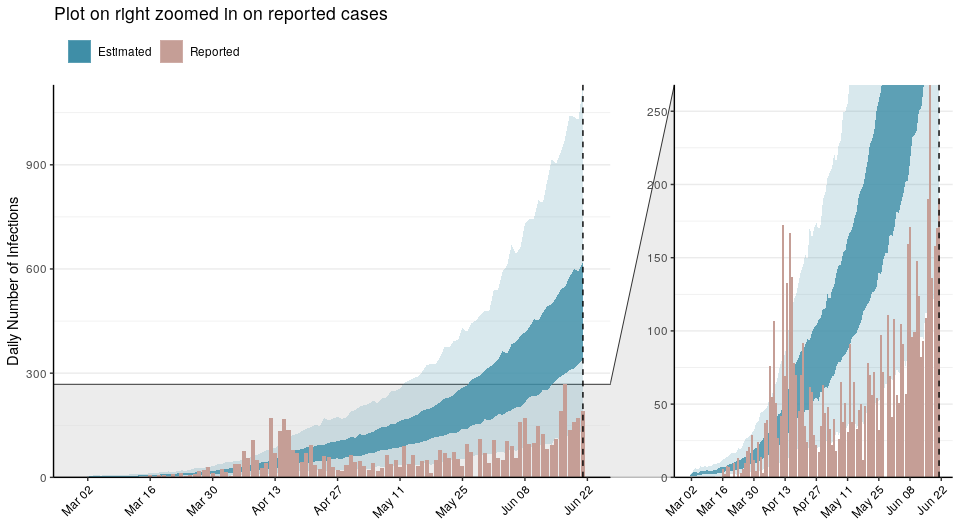 Plot on right zoomed in on reported cases
Estimated
Reported
Daily Number of Infections
900
600
300
0
Mar 02
Mar 16
Mar 30
Apr 13
Apr 27
May 11
May 25
Jun 08
Jun 22
250
200
150
100
50
0
Mar 02
Mar 16
Mar 30
Apr 13
Apr 27
May 11
May 25
Jun 08
Jun 22